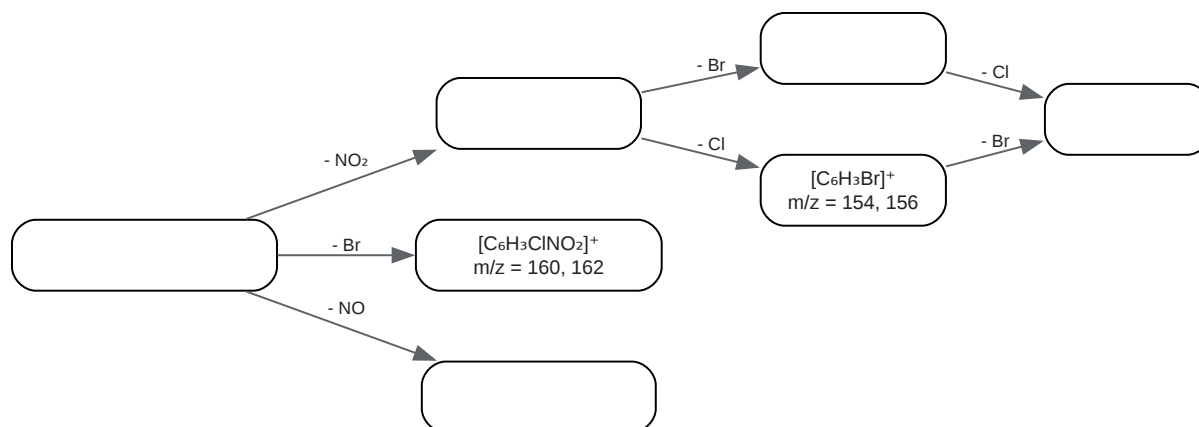 - Br
- Cl
- NO₂
- Cl
- Br
[C₆H₃Br]⁺
m/z = 154, 156
- Br
[C₆H₃ClNO₂]⁺
m/z = 160, 162
- NO